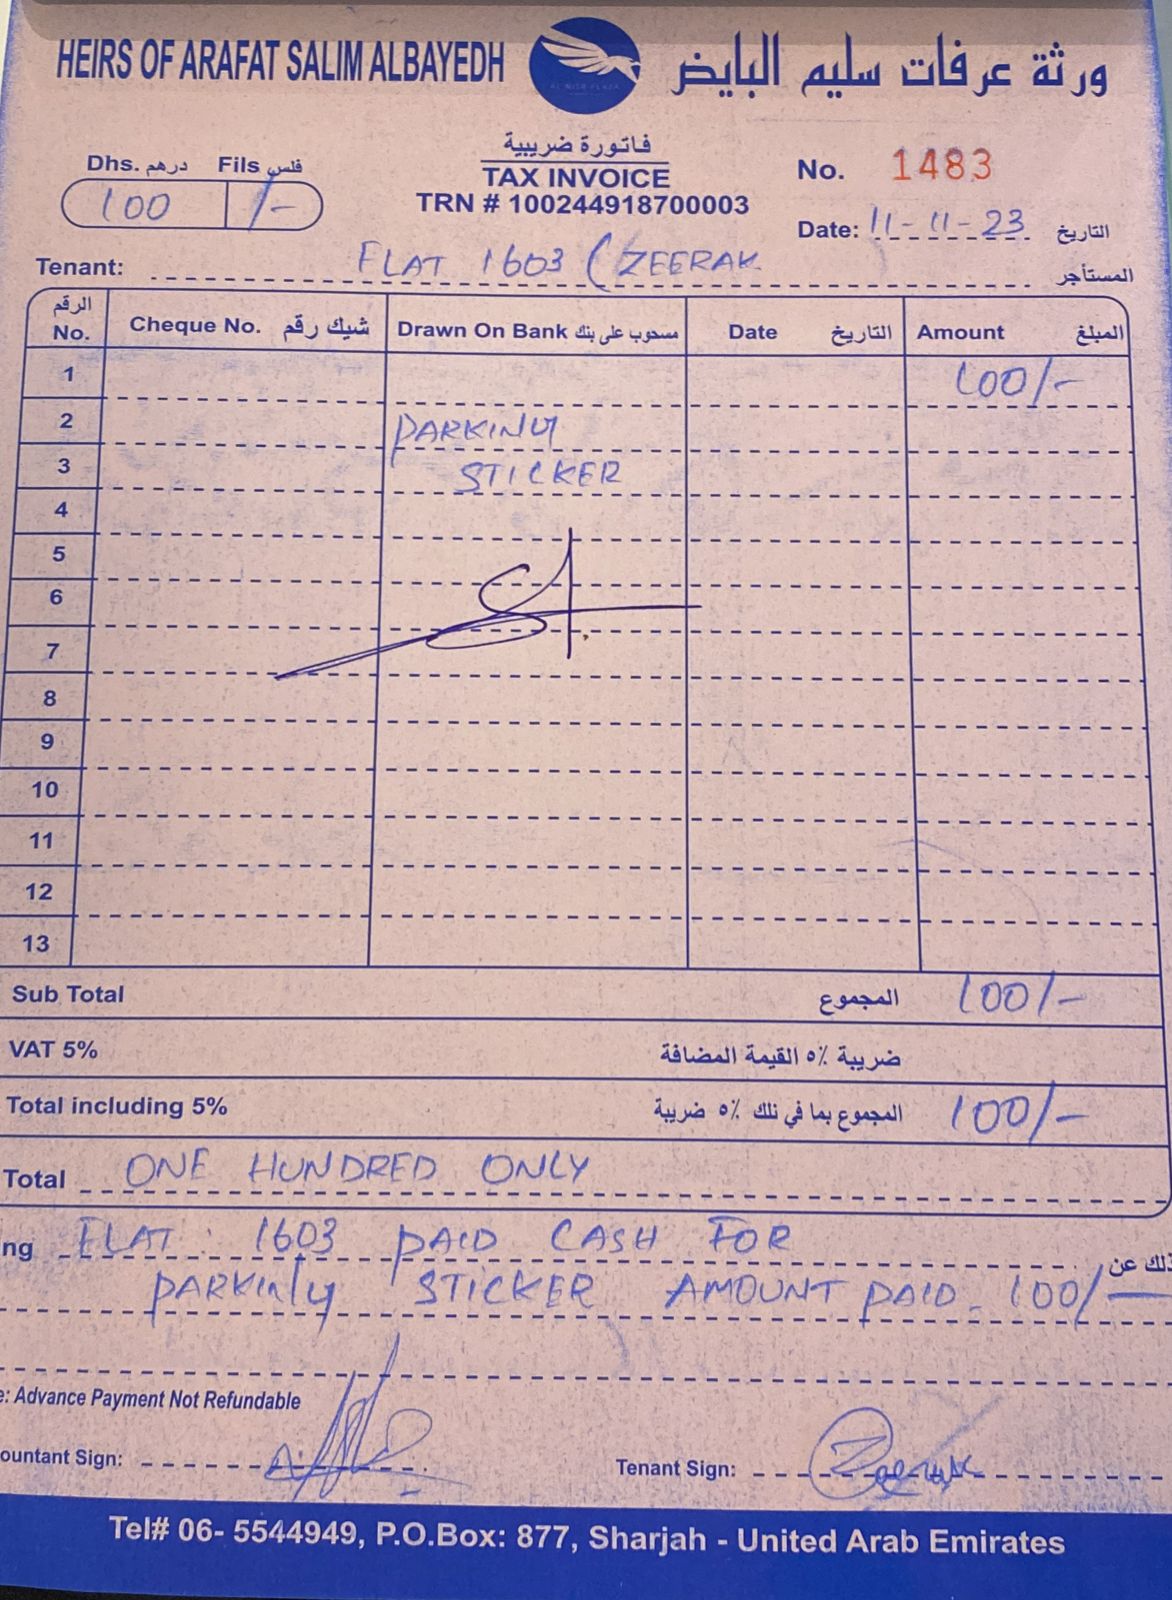 HEIRS OF ARAFAT SALIM ALBAYEDH
ورثة عرفات سليم البايض
AL NISR PLAZA
Dhs. درهم Fils فلس
100 /-
فاتورة ضريبية
TAX INVOICE
TRN # 100244918700003
No. 1483
Date: 11-11-23 التاريخ
Tenant: FLAT 1603 (ZEERAK المستأجر
الرقم No. Cheque No. شيك رقم Drawn On Bank مسحوب على بنك Date التاريخ Amount المبلغ
1 100/-
2 PARKING
3 STICKER
4
5
6
7
8
9
10
11
12
13
Sub Total المجموع 100/-
VAT 5% ضريبة ٥٪ القيمة المضافة
Total including 5% المجموع بما في ذلك ٥٪ ضريبة 100/-
Total ONE HUNDRED ONLY
ng FLAT : 1603 PAID CASH FOR ذلك عن
PARKING STICKER AMOUNT PAID 100/-
e: Advance Payment Not Refundable
ountant Sign:
Tenant Sign: Zeerak
Tel# 06- 5544949, P.O.Box: 877, Sharjah - United Arab Emirates